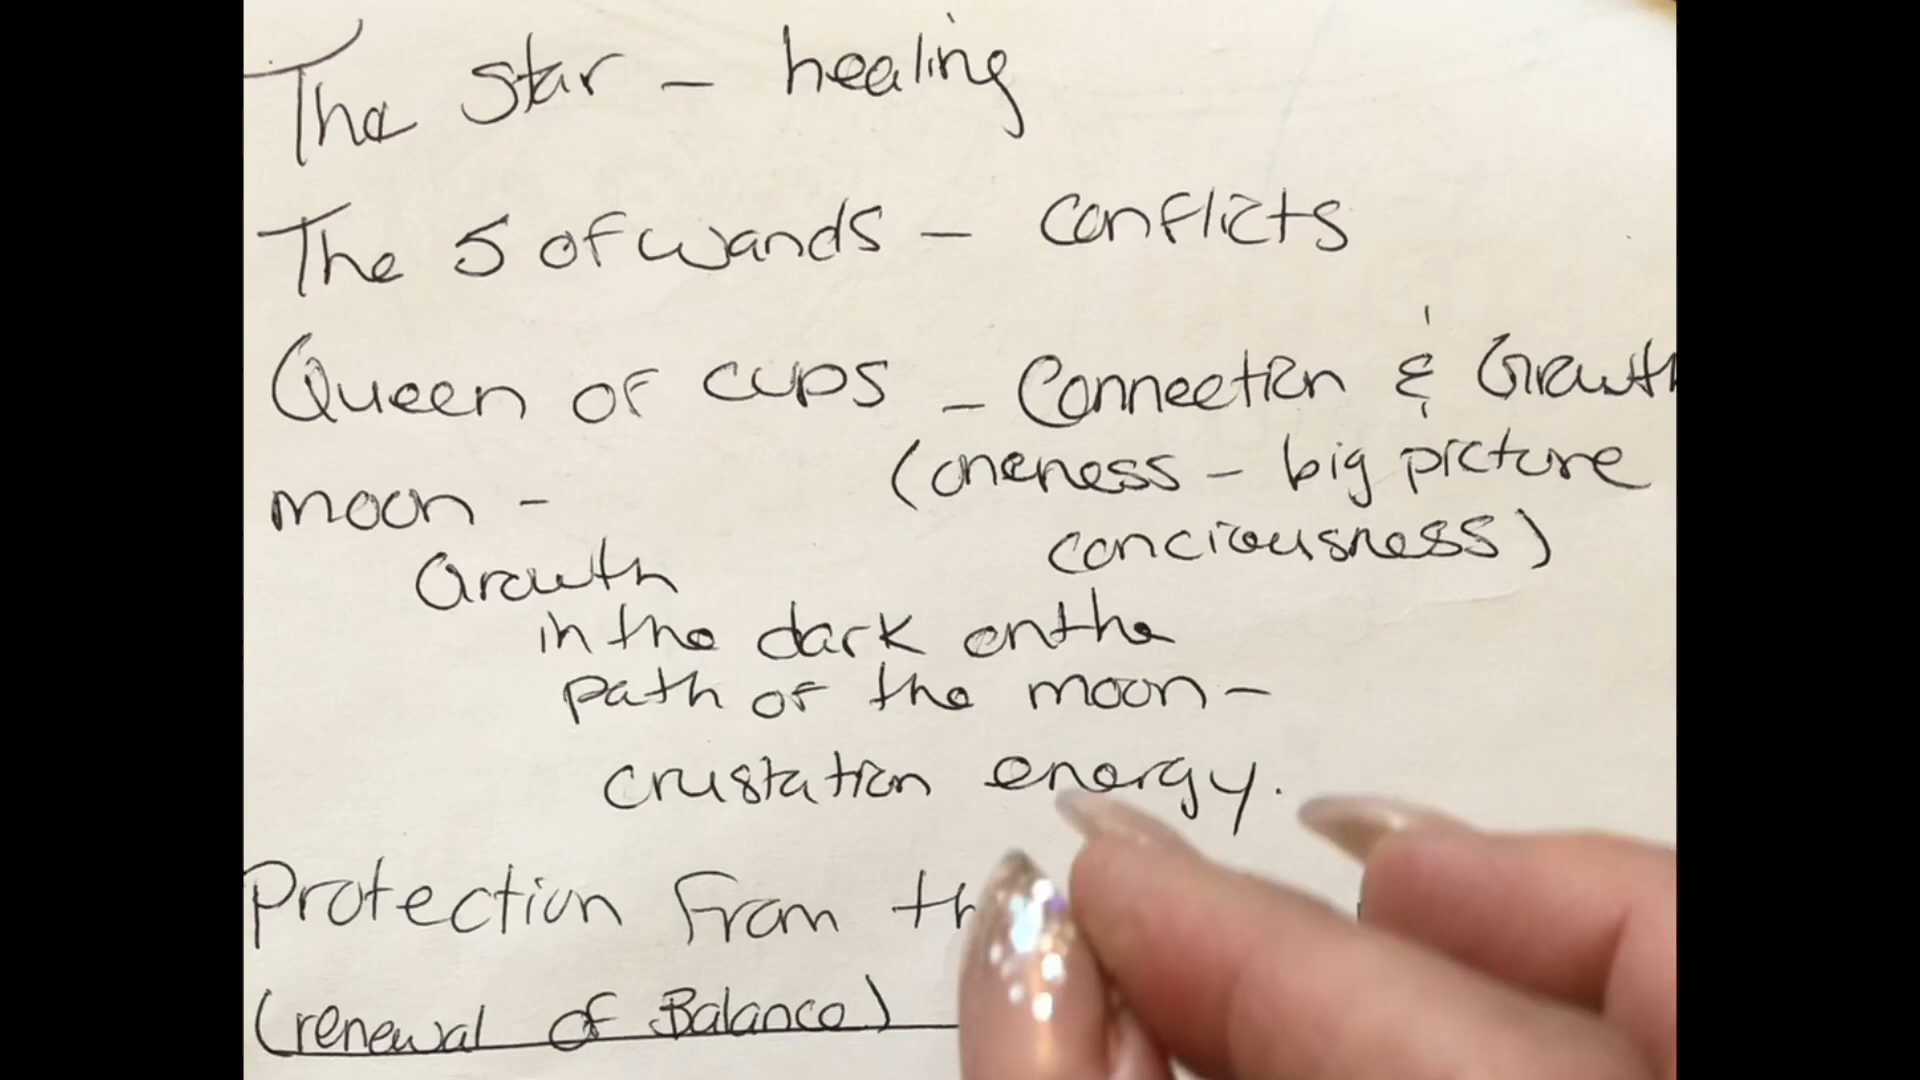 The Star - healing
The 5 of wands - conflicts
Queen of cups - Connection & Growth
(oneness - big picture
moon -
conciousness)
Growth
in the dark on the
path of the moon -
crustation energy.
Protection From
(renewal of Balance)